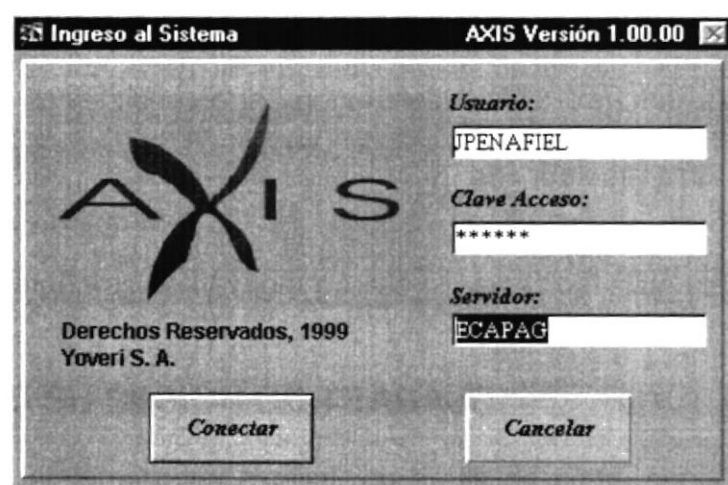 Ingreso al Sistema AXIS Versión 1.00.00
AXIS
Usuario:
JPENAFIEL
Clave Acceso:
******
Servidor:
ECAPAG
Derechos Reservados, 1999
Yoveri S. A.
Conectar Cancelar